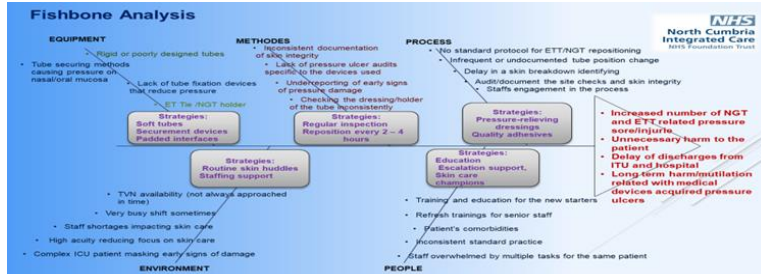 Fishbone Analysis
NHS
North Cumbria
Integrated Care
NHS Foundation Trust
EQUIPMENT
• Rigid or poorly designed tubes
• Tube securing methods
causing pressure on
nasal/oral mucosa
• Lack of tube fixation devices
that reduce pressure
• ET Tie /NGT holder
Strategies:
Soft tubes
Securement devices
Padded interfaces
METHODES
• Inconsistent documentation
of skin integrity
• Lack of pressure ulcer audits
specific to the devices used
• Underreporting of early signs
of pressure damage
• Checking the dressing/holder
of the tube inconsistently
Strategies:
Regular inspection
Reposition every 2 – 4
hours
PROCESS
• No standard protocol for ETT/NGT repositioning
• Infrequent or undocumented tube position change
• Delay in a skin breakdown identifying
• Audit/document the site checks and skin integrity
• Staffs engagement in the process
Strategies:
Pressure-relieving
dressings
Quality adhesives
• Increased number of NGT
and ETT related pressure
sore/injurie
• Unnecessary harm to the
patient
• Delay of discharges from
ITU and hospital
• Long term harm/mutilation
related with medical
devices acquired pressure
ulcers
Strategies:
Routine skin huddles
Staffing support
• TVN availability (not always approached
in time)
• Very busy shift sometimes
• Staff shortages impacting skin care
• High acuity reducing focus on skin care
• Complex ICU patient masking early signs of damage
ENVIRONMENT
Strategies:
Education
Escalation support,
Skin care
champions
• Training and education for the new starters
• Refresh trainings for senior staff
• Patient's comorbidities
• Inconsistent standard practice
• Staff overwhelmed by multiple tasks for the same patient
PEOPLE